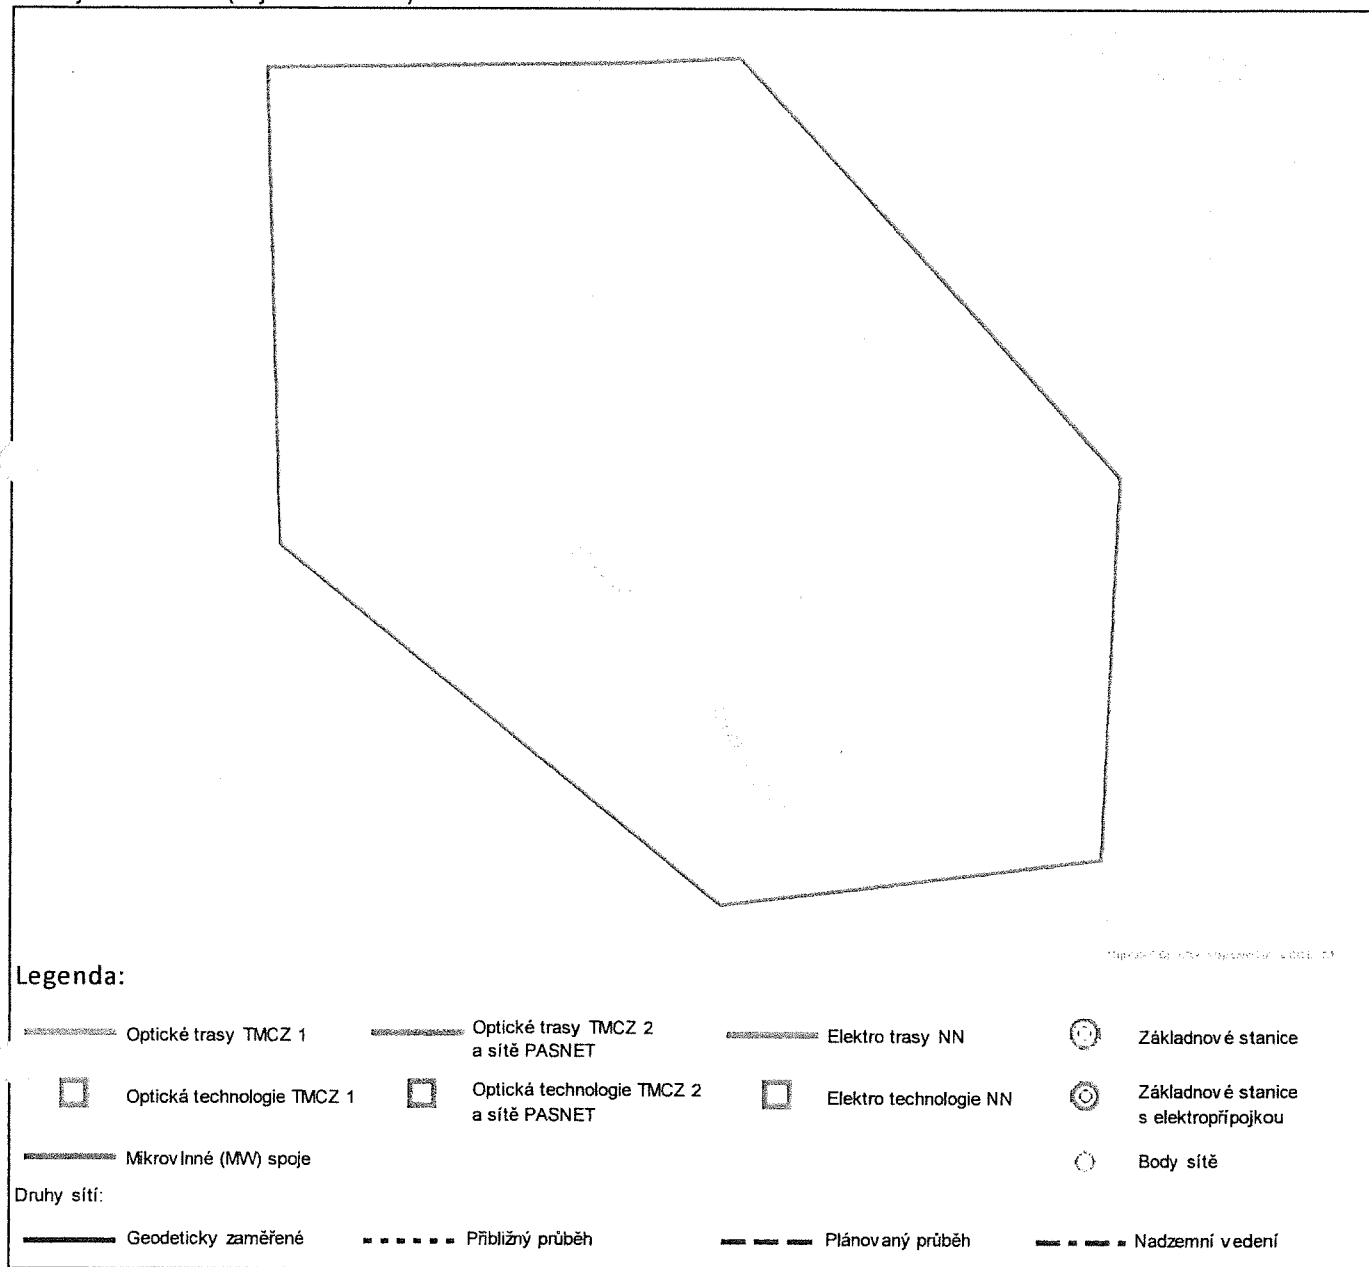 Legenda:
Optické trasy TMCZ 1
Optické trasy TMCZ 2
a sítě PASNET
Elektro trasy NN
Základnové stanice
Optická technologie TMCZ 1
Optická technologie TMCZ 2
a sítě PASNET
Elektro technologie NN
Základnové stanice
s elektropřípojkou
Mikrovlnné (MW) spoje
Body sítě
Druhy sítí:
Geodeticky zaměřené
Přibližný průběh
Plánovaný průběh
Nadzemní vedení